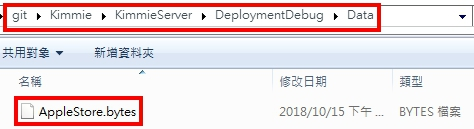 git ▸ Kimmie ▸ KimmieServer ▸ DeploymentDebug ▸ Data ▸
共用對象 ▾ 新增資料夾
名稱 修改日期 類型
AppleStore.bytes 2018/10/15 下午 ... BYTES 檔案